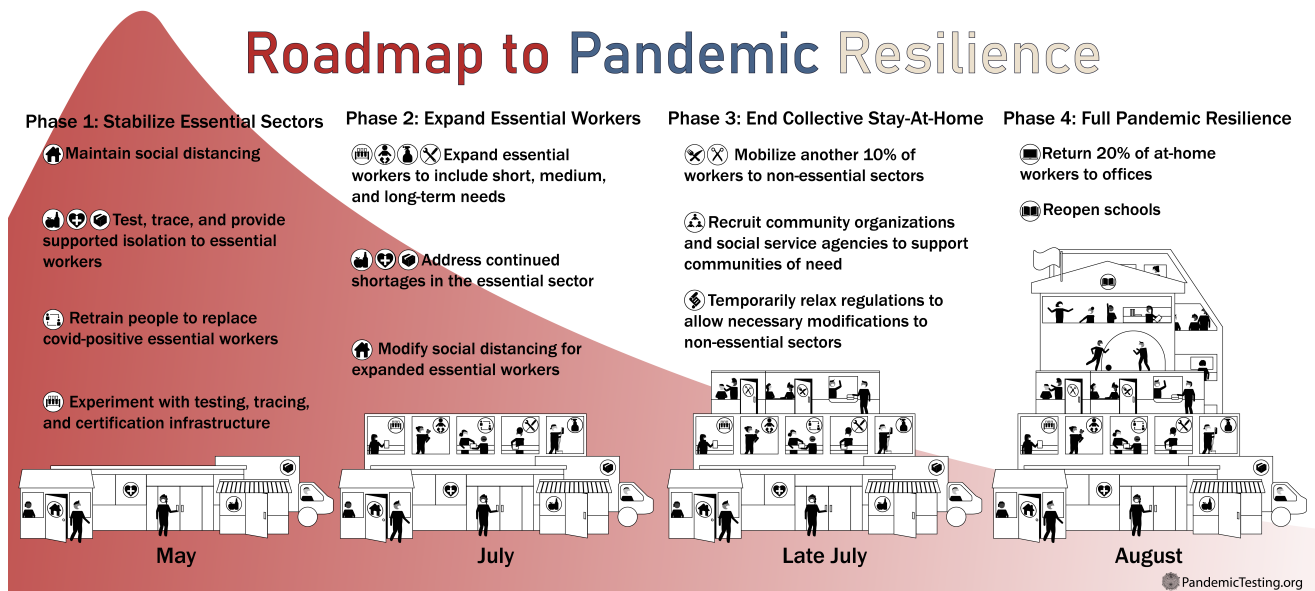 Roadmap to Pandemic Resilience
Phase 1: Stabilize Essential Sectors
Maintain social distancing
Test, trace, and provide
supported isolation to essential
workers
Retrain people to replace
covid-positive essential workers
Experiment with testing, tracing,
and certification infrastructure
May
Phase 2: Expand Essential Workers
Expand essential
workers to include short, medium,
and long-term needs
Address continued
shortages in the essential sector
Modify social distancing for
expanded essential workers
July
Phase 3: End Collective Stay-At-Home
Mobilize another 10% of
workers to non-essential sectors
Recruit community organizations
and social service agencies to support
communities of need
Temporarily relax regulations to
allow necessary modifications to
non-essential sectors
Late July
Phase 4: Full Pandemic Resilience
Return 20% of at-home
workers to offices
Reopen schools
August
PandemicTesting.org